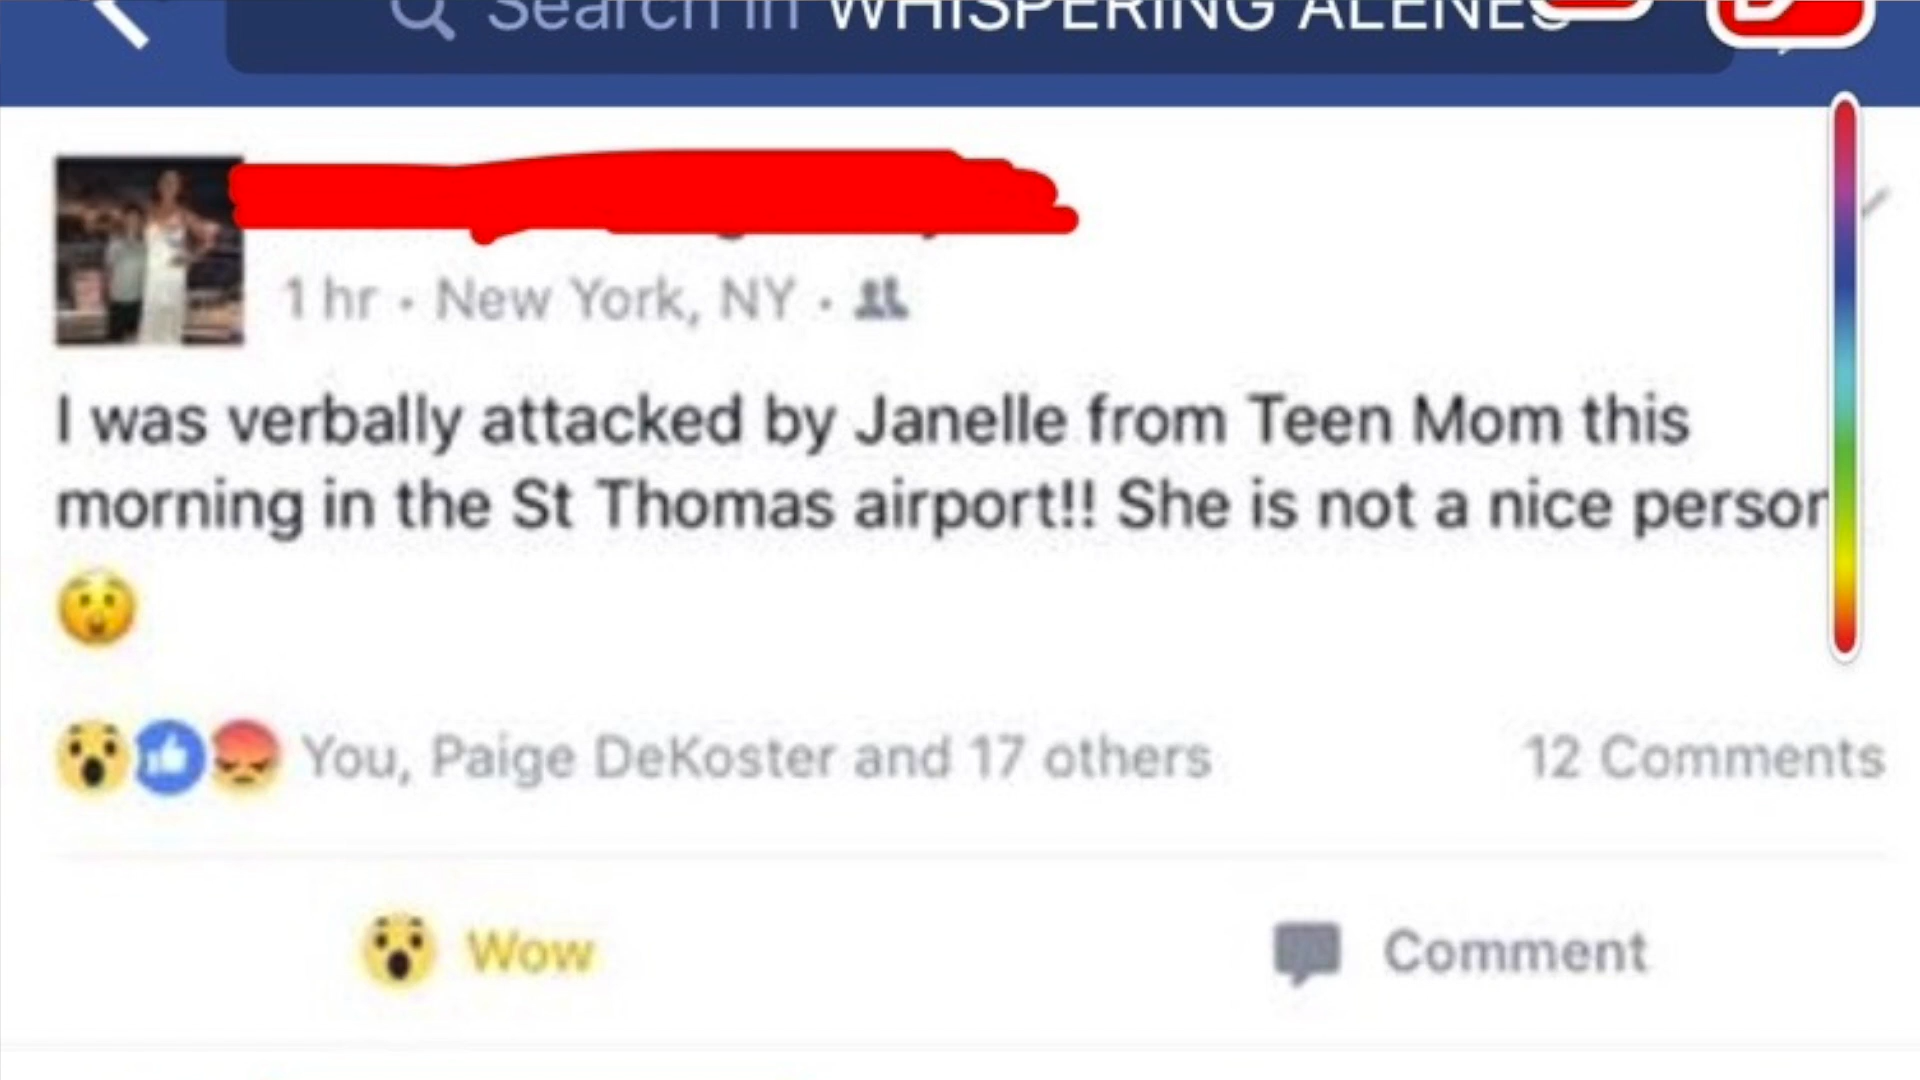 Search in WHISPERING ALENES
1 hr · New York, NY ·
I was verbally attacked by Janelle from Teen Mom this
morning in the St Thomas airport!! She is not a nice person
You, Paige DeKoster and 17 others
12 Comments
Wow
Comment